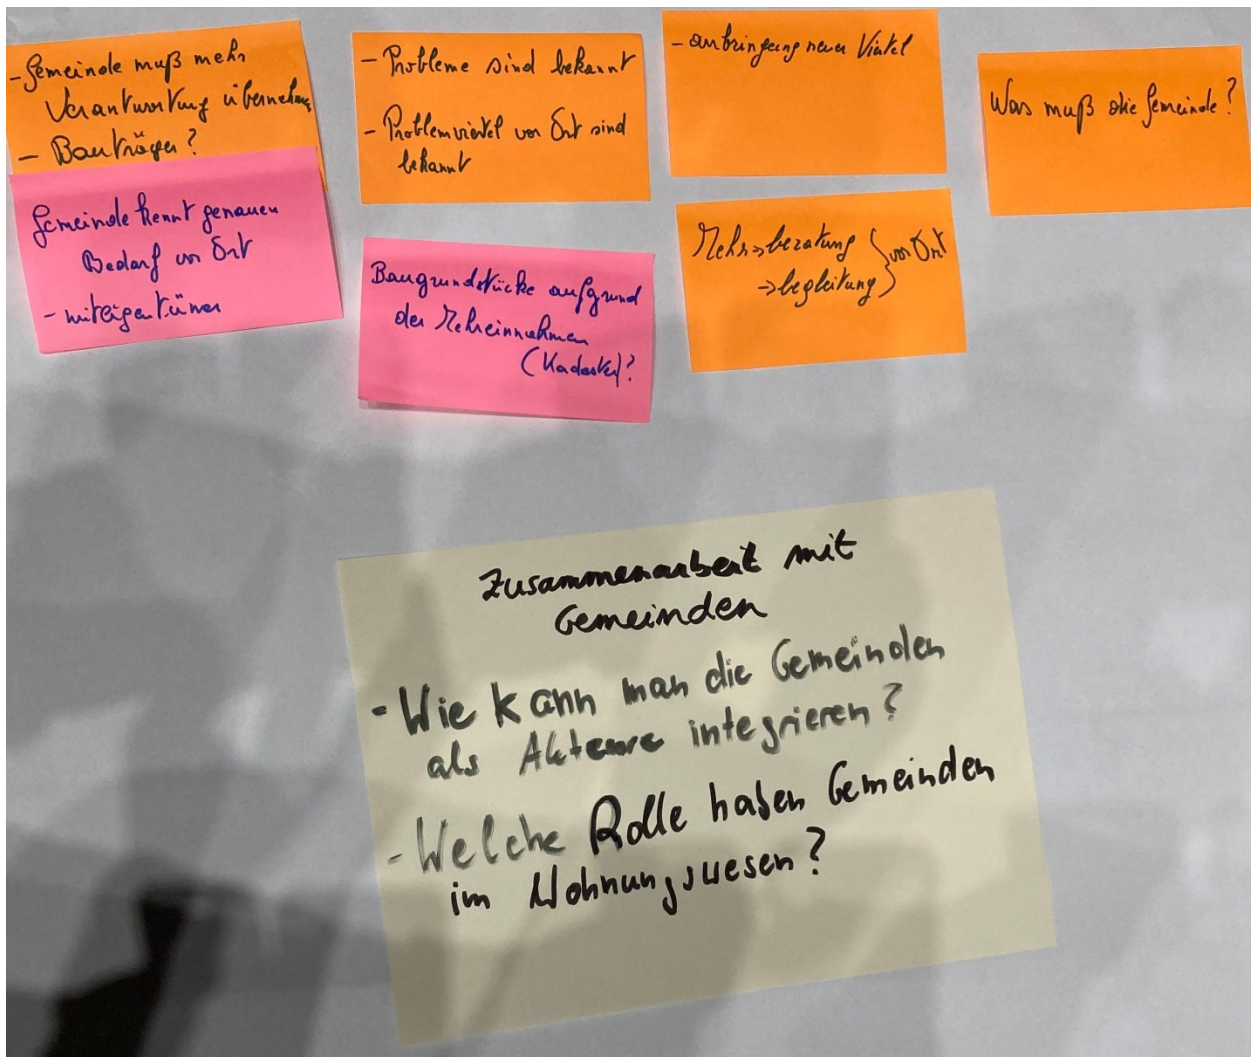 - Gemeinde muß mehr
Verantwortung übernehmen
- Bauträger?
Gemeinde kennt genauen
Bedarf vor Ort
- miteigentümer
- Probleme sind bekannt
- Problemviertel vor Ort sind
bekannt
Baugrundstücke aufgrund
der Mehreinnahmen
(Kadaster)?
- anbringung neuer Viertel
Mehr → beratung
→ begleitung } vor Ort
Was muß die Gemeinde?
Zusammenarbeit mit
Gemeinden
- Wie kann man die Gemeinden
als Akteure integrieren?
- Welche Rolle haben Gemeinden
im Wohnungswesen?